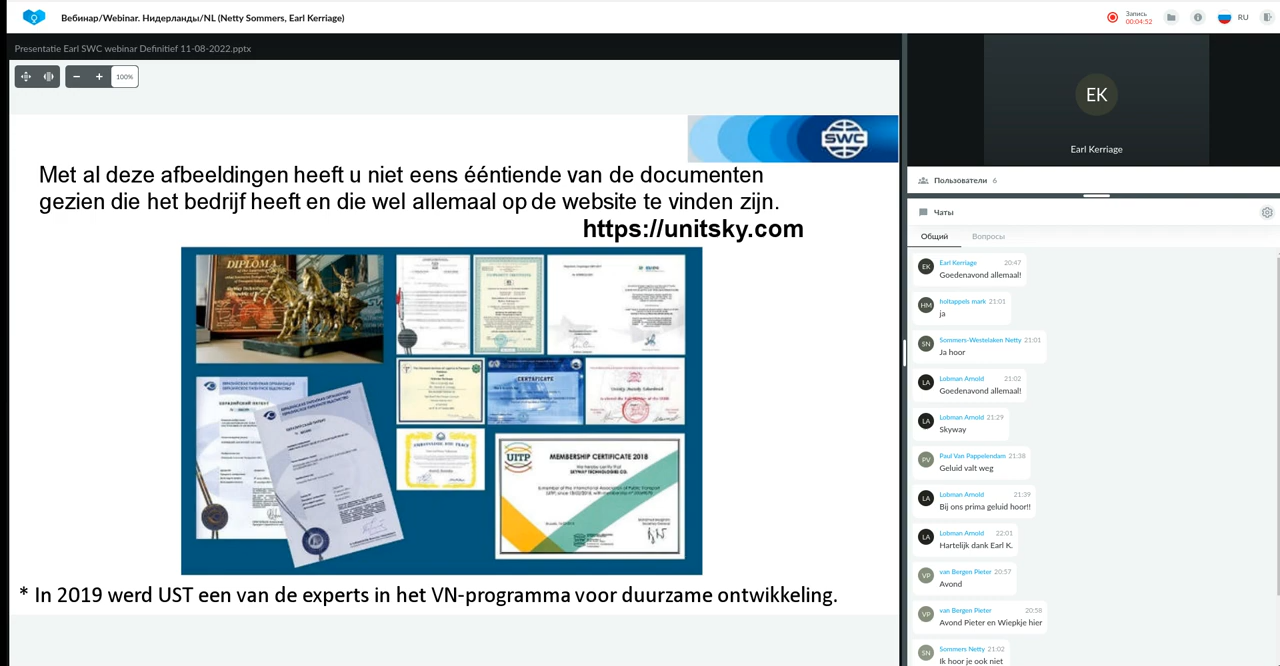 Вебинар/Webinar. Нидерланды/NL (Netty Sommers, Earl Kerriage)
Запись
00:04:52
RU
Presentatie Earl SWC webinar Definitief 11-08-2022.pptx
100%
SWC
Met al deze afbeeldingen heeft u niet eens ééntiende van de documenten
gezien die het bedrijf heeft en die wel allemaal op de website te vinden zijn.
https://unitsky.com
DIPLOMA
CERTIFICATE
UITP
MEMBERSHIP CERTIFICATE 2018
* In 2019 werd UST een van de experts in het VN-programma voor duurzame ontwikkeling.
EK
Earl Kerriage
Пользователи 6
Чаты
Общий Вопросы
EK Earl Kerriage 20:47
Goedenavond allemaal!
HM holtappels mark 21:01
ja
SN Sommers-Westelaken Netty 21:01
Ja hoor
LA Lobman Arnold 21:02
Goedenavond allemaal!
LA Lobman Arnold 21:29
Skyway
PV Paul Van Pappelendam 21:38
Geluid valt weg
LA Lobman Arnold 21:39
Bij ons prima geluid hoor!!
LA Lobman Arnold 22:01
Hartelijk dank Earl K.
VP van Bergen Pieter 20:57
Avond
VP van Bergen Pieter 20:58
Avond Pieter en Wiepkje hier
SN Sommers Netty 21:02
Ik hoor je ook niet